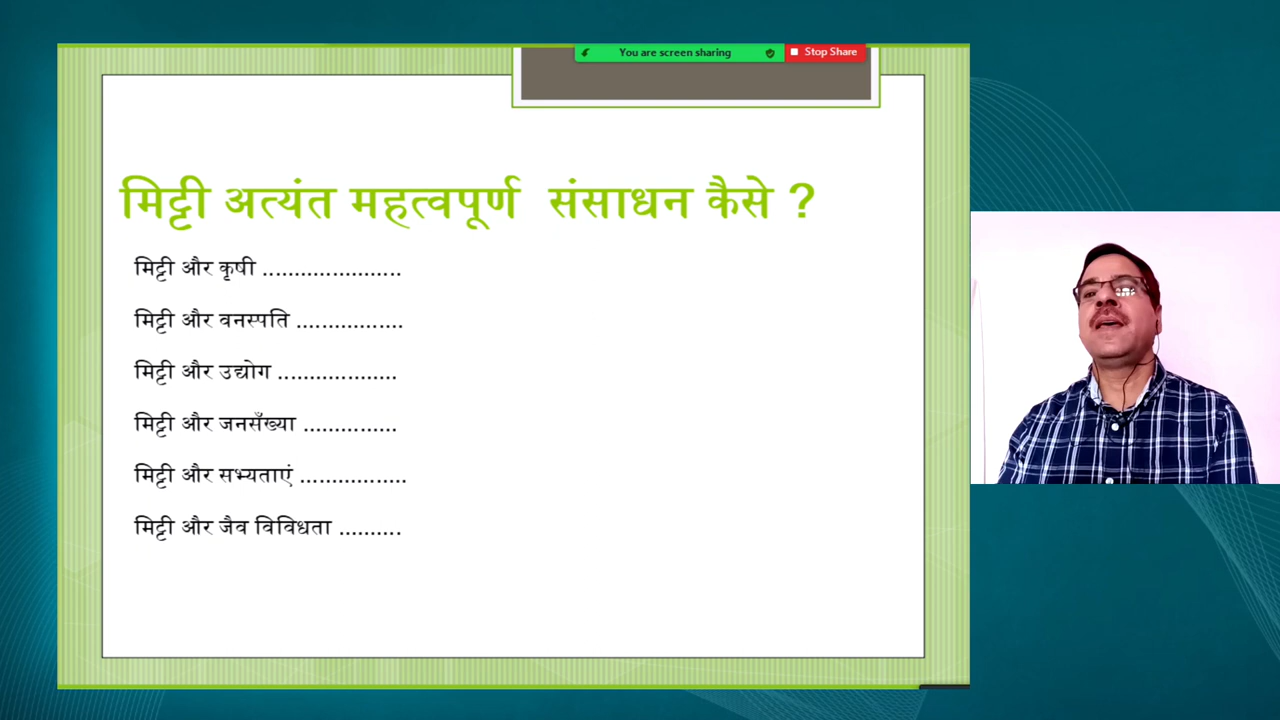 You are screen sharing
Stop Share
मिट्टी अत्यंत महत्वपूर्ण संसाधन कैसे ?
मिट्टी और कृषी ......................
मिट्टी और वनस्पति .................
मिट्टी और उद्योग ...................
मिट्टी और जनसँख्या ...............
मिट्टी और सभ्यताएं .................
मिट्टी और जैव विविधता ..........